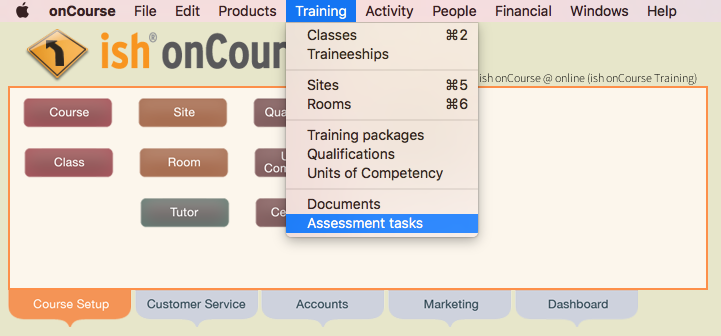 onCourse File Edit Products Training Activity People Financial Windows Help
ish® onCour
ish onCourse @ online (ish onCourse Training)
Classes ⌘2
Traineeships
Sites ⌘5
Rooms ⌘6
Training packages
Qualifications
Units of Competency
Documents
Assessment tasks
Course Site Qua
Class Room U
Con
Tutor Ce
Course Setup Customer Service Accounts Marketing Dashboard